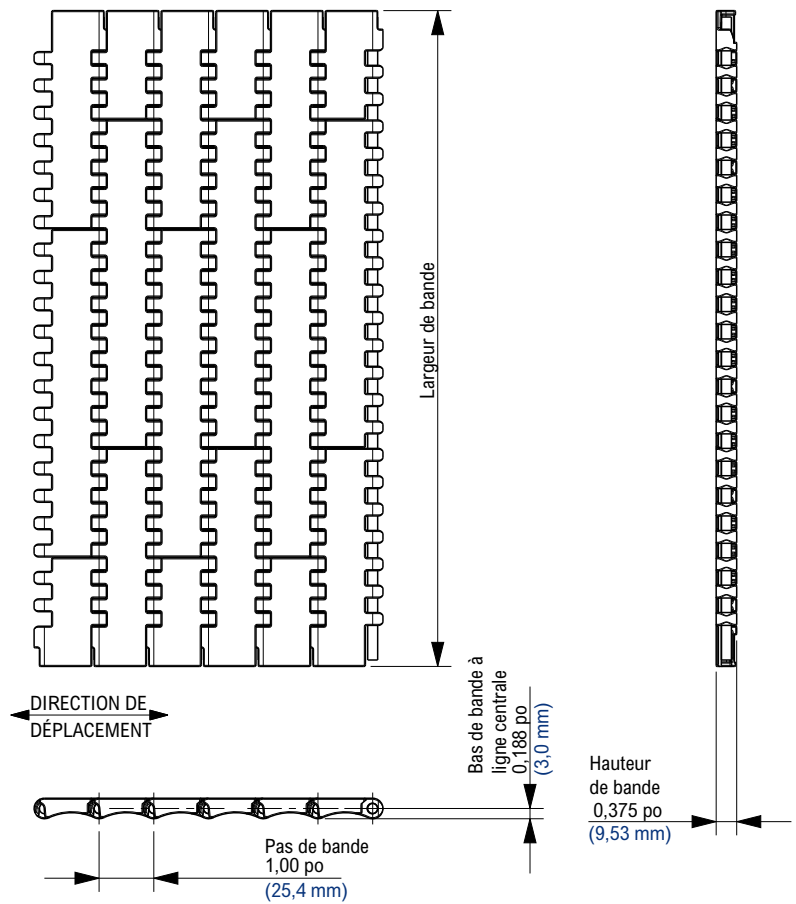 Largeur de bande
DIRECTION DE
DÉPLACEMENT
Bas de bande à
ligne centrale
0,188 po
(3,0 mm)
Hauteur
de bande
0,375 po
(9,53 mm)
Pas de bande
1,00 po
(25,4 mm)